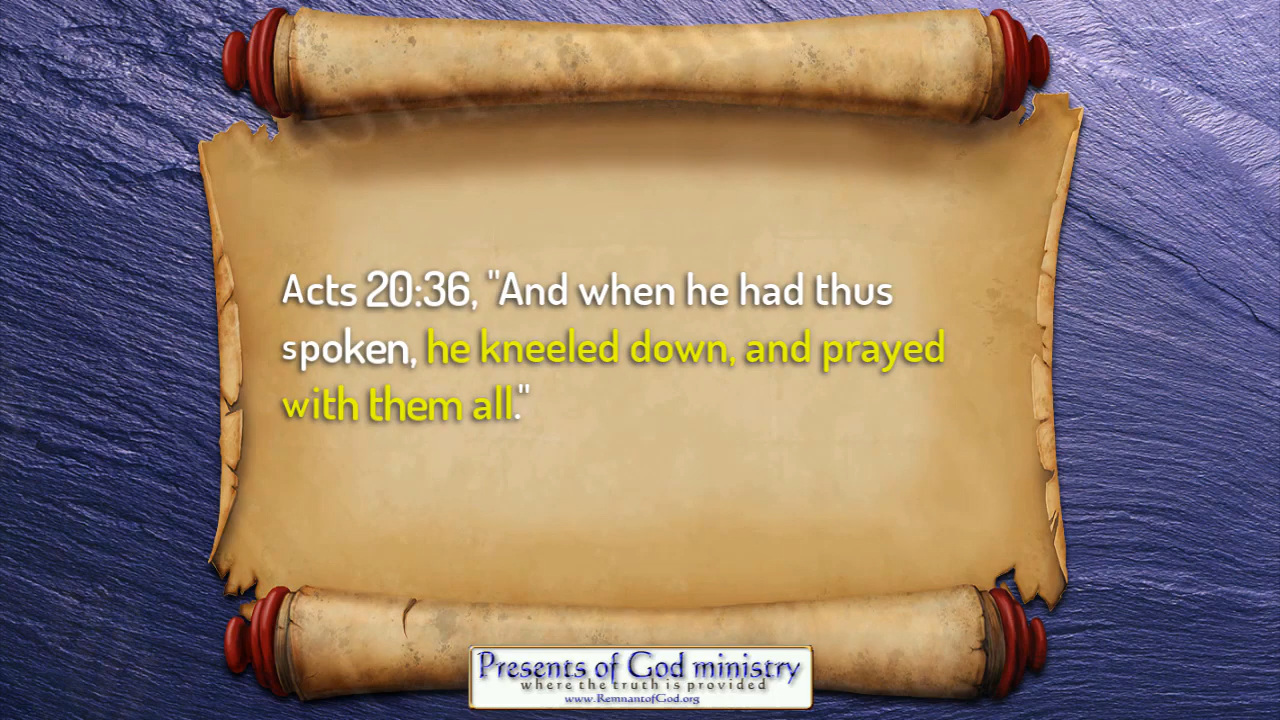 Acts 20:36, "And when he had thus
spoken, he kneeled down, and prayed
with them all."
Presents of God ministry
where the truth is provided
www.RemnantofGod.org